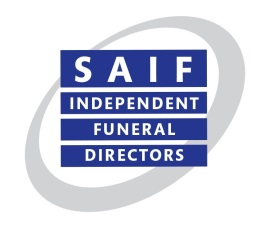 SAIF
INDEPENDENT
FUNERAL
DIRECTORS